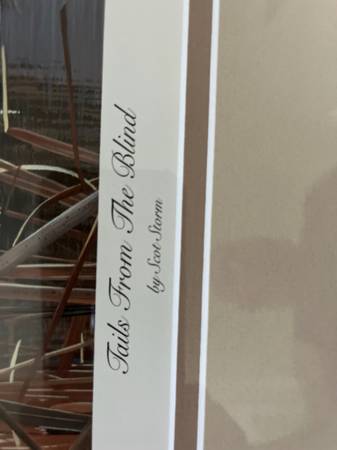 Tails From The Blind
by Scot Storm